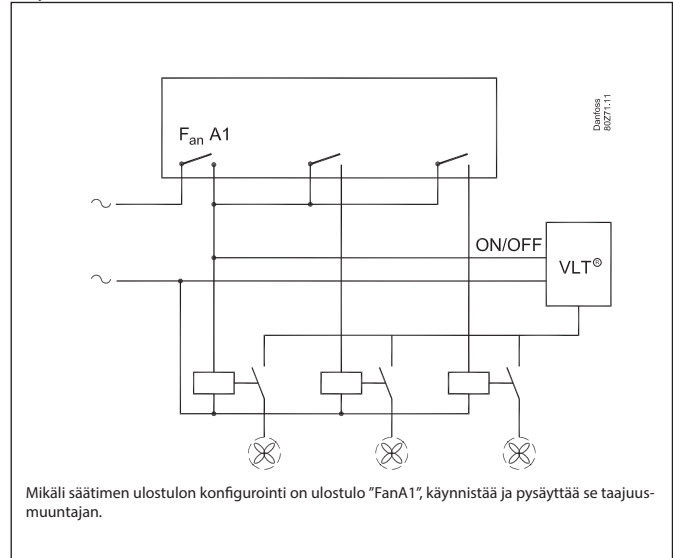 Danfoss
80Z71.11
Fan A1
ON/OFF
VLT®
Mikäli säätimen ulostulon konfigurointi on ulostulo ”FanA1”, käynnistää ja pysäyttää se taajuus-
muuntajan.